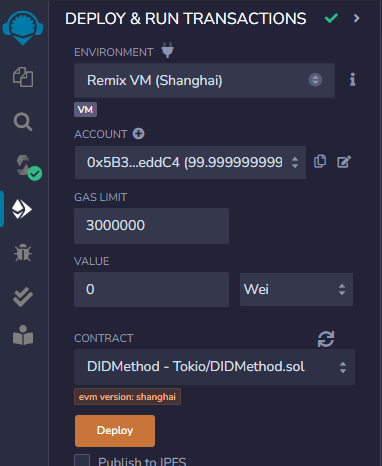 DEPLOY & RUN TRANSACTIONS
ENVIRONMENT
Remix VM (Shanghai)
VM
ACCOUNT
0x5B3...eddC4 (99.999999999
GAS LIMIT
3000000
VALUE
0 Wei
CONTRACT
DIDMethod - Tokio/DIDMethod.sol
evm version: shanghai
Deploy
Publish to IPFS